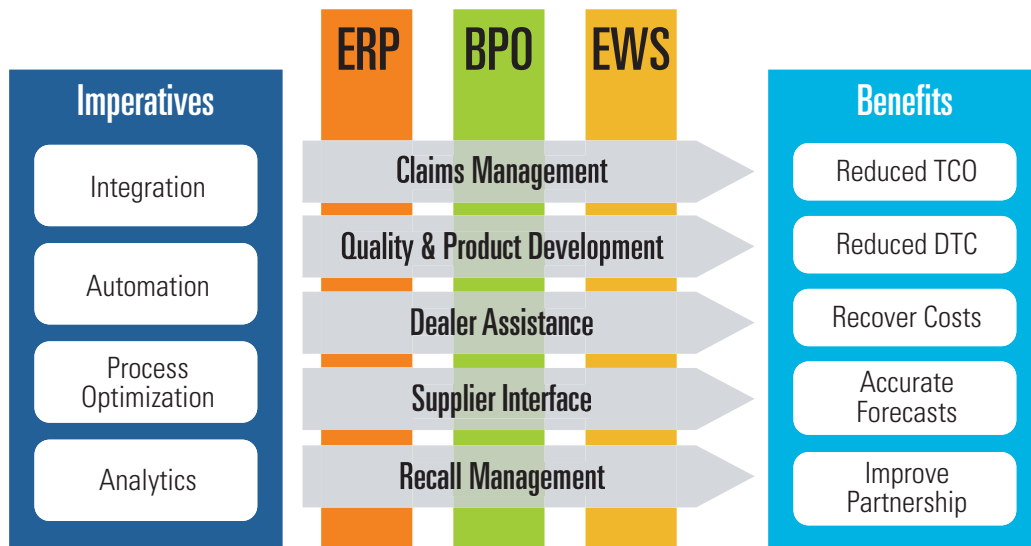 ERP
BPO
EWS
Imperatives
Integration
Automation
Process
Optimization
Analytics
Claims Management
Quality & Product Development
Dealer Assistance
Supplier Interface
Recall Management
Benefits
Reduced TCO
Reduced DTC
Recover Costs
Accurate
Forecasts
Improve
Partnership